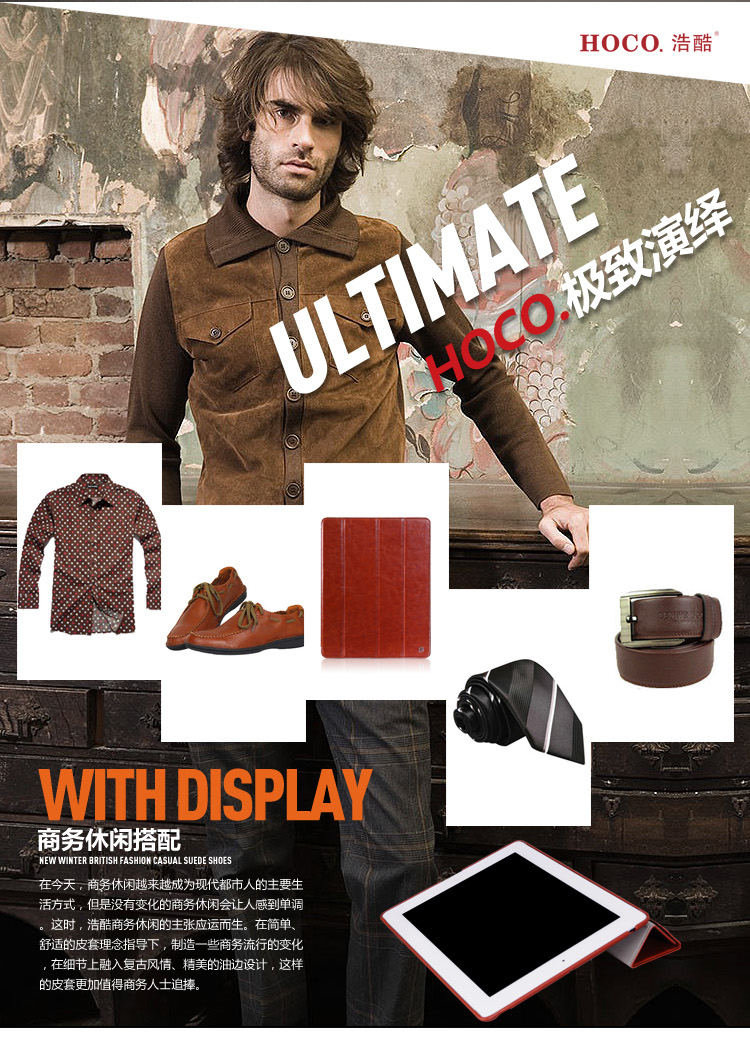 HOCO. 浩酷®
ULTIMATE
HOCO.极致演绎
WITH DISPLAY
商务休闲搭配
NEW WINTER BRITISH FASHION CASUAL SUEDE SHOES
在今天，商务休闲越来越成为现代都市人的主要生
活方式，但是没有变化的商务休闲会让人感到单调
。这时，浩酷商务休闲的主张应运而生。在简单、
舒适的皮套理念指导下，制造一些商务流行的变化
，在细节上融入复古风情、精美的油边设计，这样
的皮套更加值得商务人士追捧。